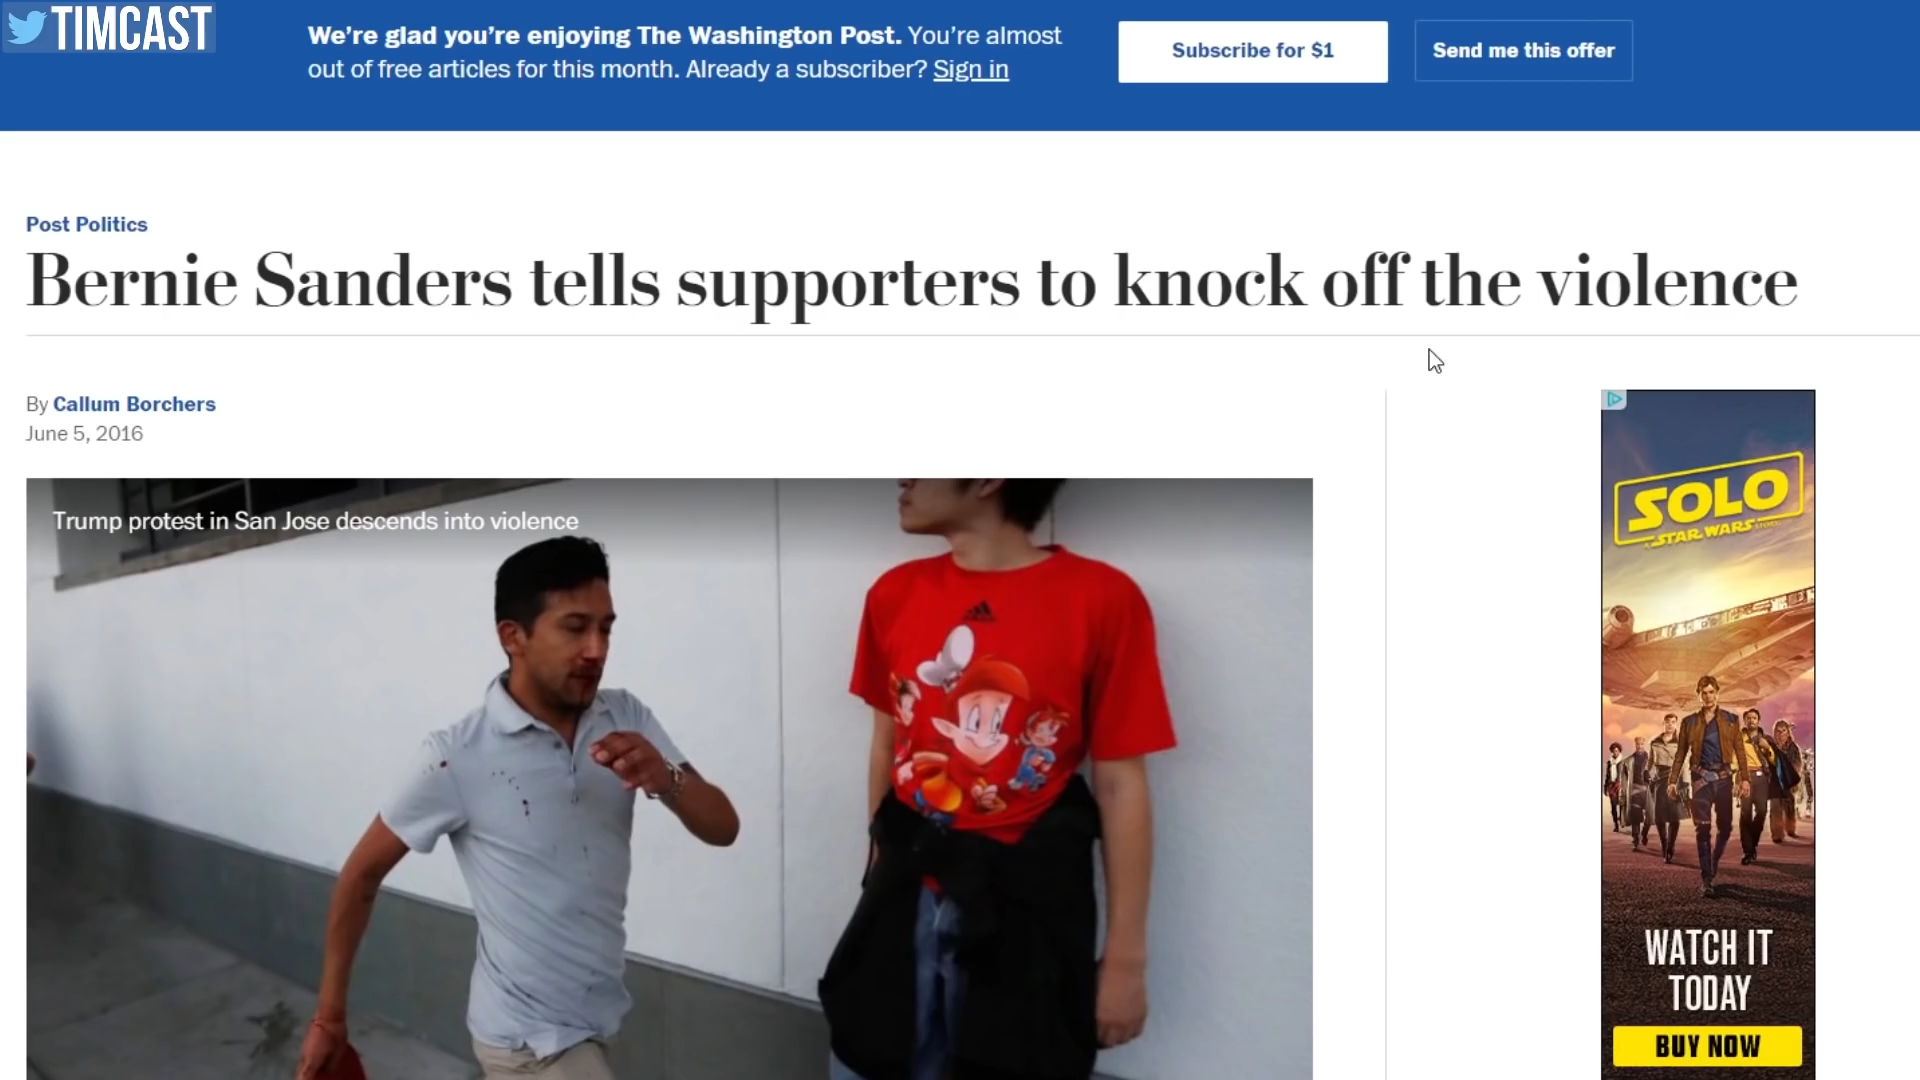 TIMCAST
We're glad you're enjoying The Washington Post. You're almost
out of free articles for this month. Already a subscriber? Sign in
Subscribe for $1
Send me this offer
Post Politics
Bernie Sanders tells supporters to knock off the violence
By Callum Borchers
June 5, 2016
Trump protest in San Jose descends into violence
SOLO
A STAR WARS STORY
WATCH IT
TODAY
BUY NOW